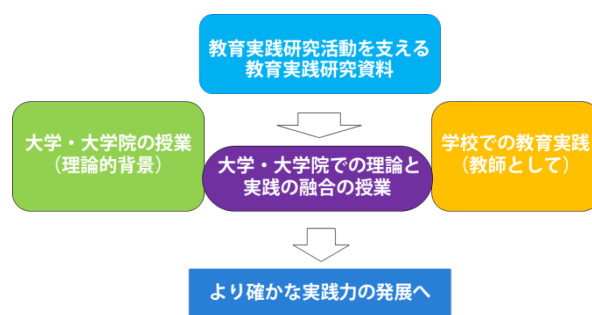 教育実践研究活動を支える
教育実践研究資料
大学・大学院の授業
（理論的背景）
大学・大学院での理論と
実践の融合の授業
学校での教育実践
（教師として）
より確かな実践力の発展へ